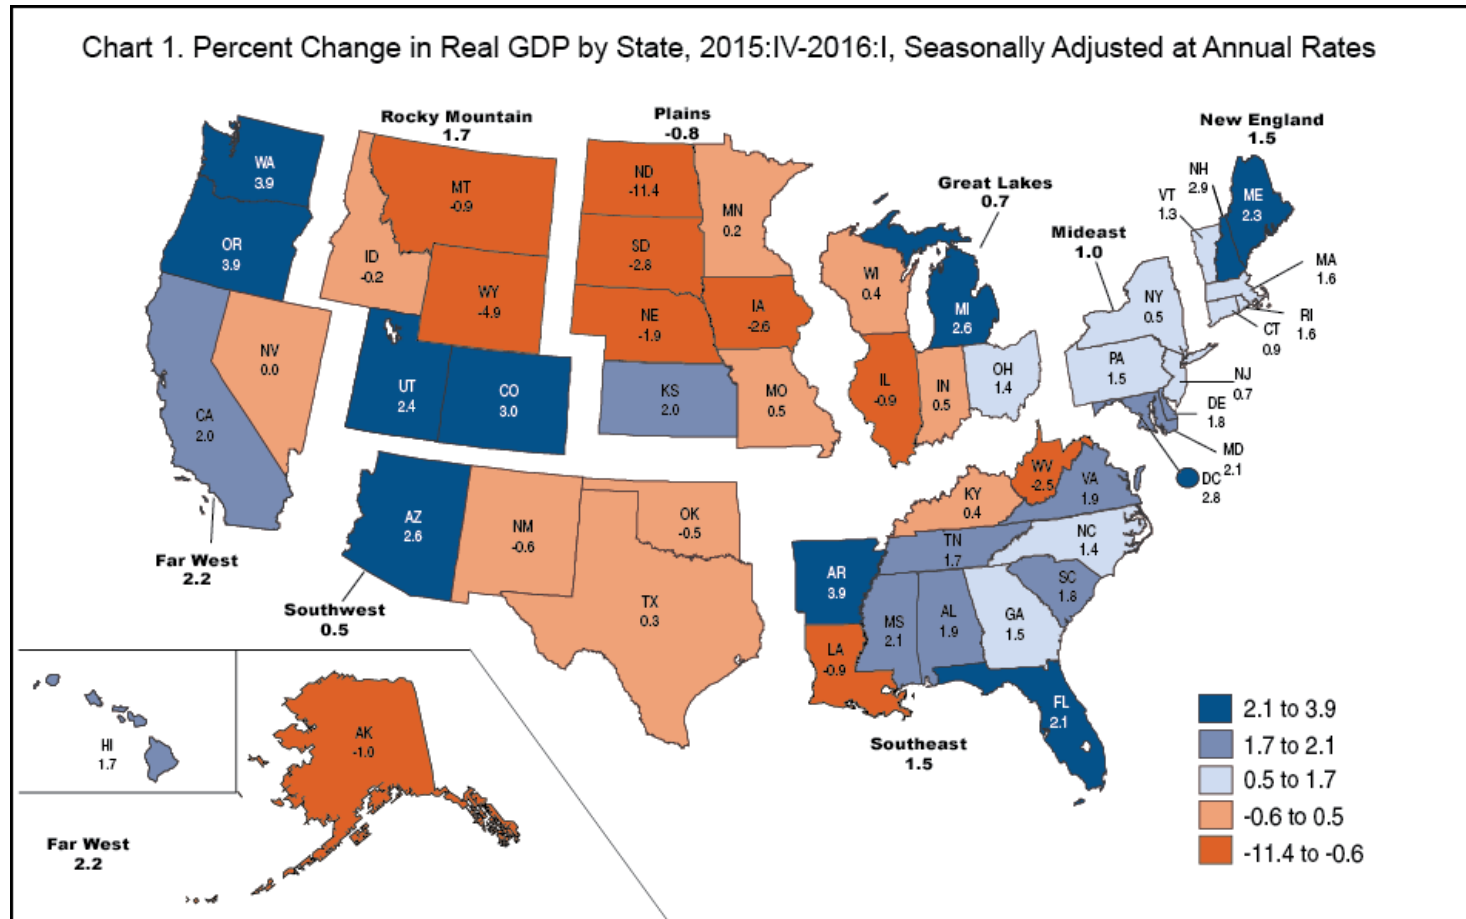 Chart 1. Percent Change in Real GDP by State, 2015:IV-2016:I, Seasonally Adjusted at Annual Rates
Rocky Mountain
1.7
Plains
-0.8
Great Lakes
0.7
Mideast
1.0
New England
1.5
WA
3.9
OR
3.9
CA
2.0
NV
0.0
ID
-0.2
MT
-0.9
WY
-4.9
UT
2.4
CO
3.0
ND
-11.4
SD
-2.8
NE
-1.9
KS
2.0
MN
0.2
IA
-2.6
MO
0.5
WI
0.4
MI
2.6
IL
-0.9
IN
0.5
OH
1.4
NY
0.5
PA
1.5
VT
1.3
NH
2.9
ME
2.3
MA
1.6
RI
1.6
CT
0.9
NJ
0.7
DE
1.8
MD
2.1
DC
2.8
AZ
2.6
NM
-0.6
OK
-0.5
TX
0.3
Far West
2.2
Southwest
0.5
AR
3.9
LA
-0.9
MS
2.1
AL
1.9
GA
1.5
FL
2.1
SC
1.8
NC
1.4
TN
1.7
KY
0.4
WV
-2.5
VA
1.9
Southeast
1.5
HI
1.7
AK
-1.0
Far West
2.2
2.1 to 3.9
1.7 to 2.1
0.5 to 1.7
-0.6 to 0.5
-11.4 to -0.6